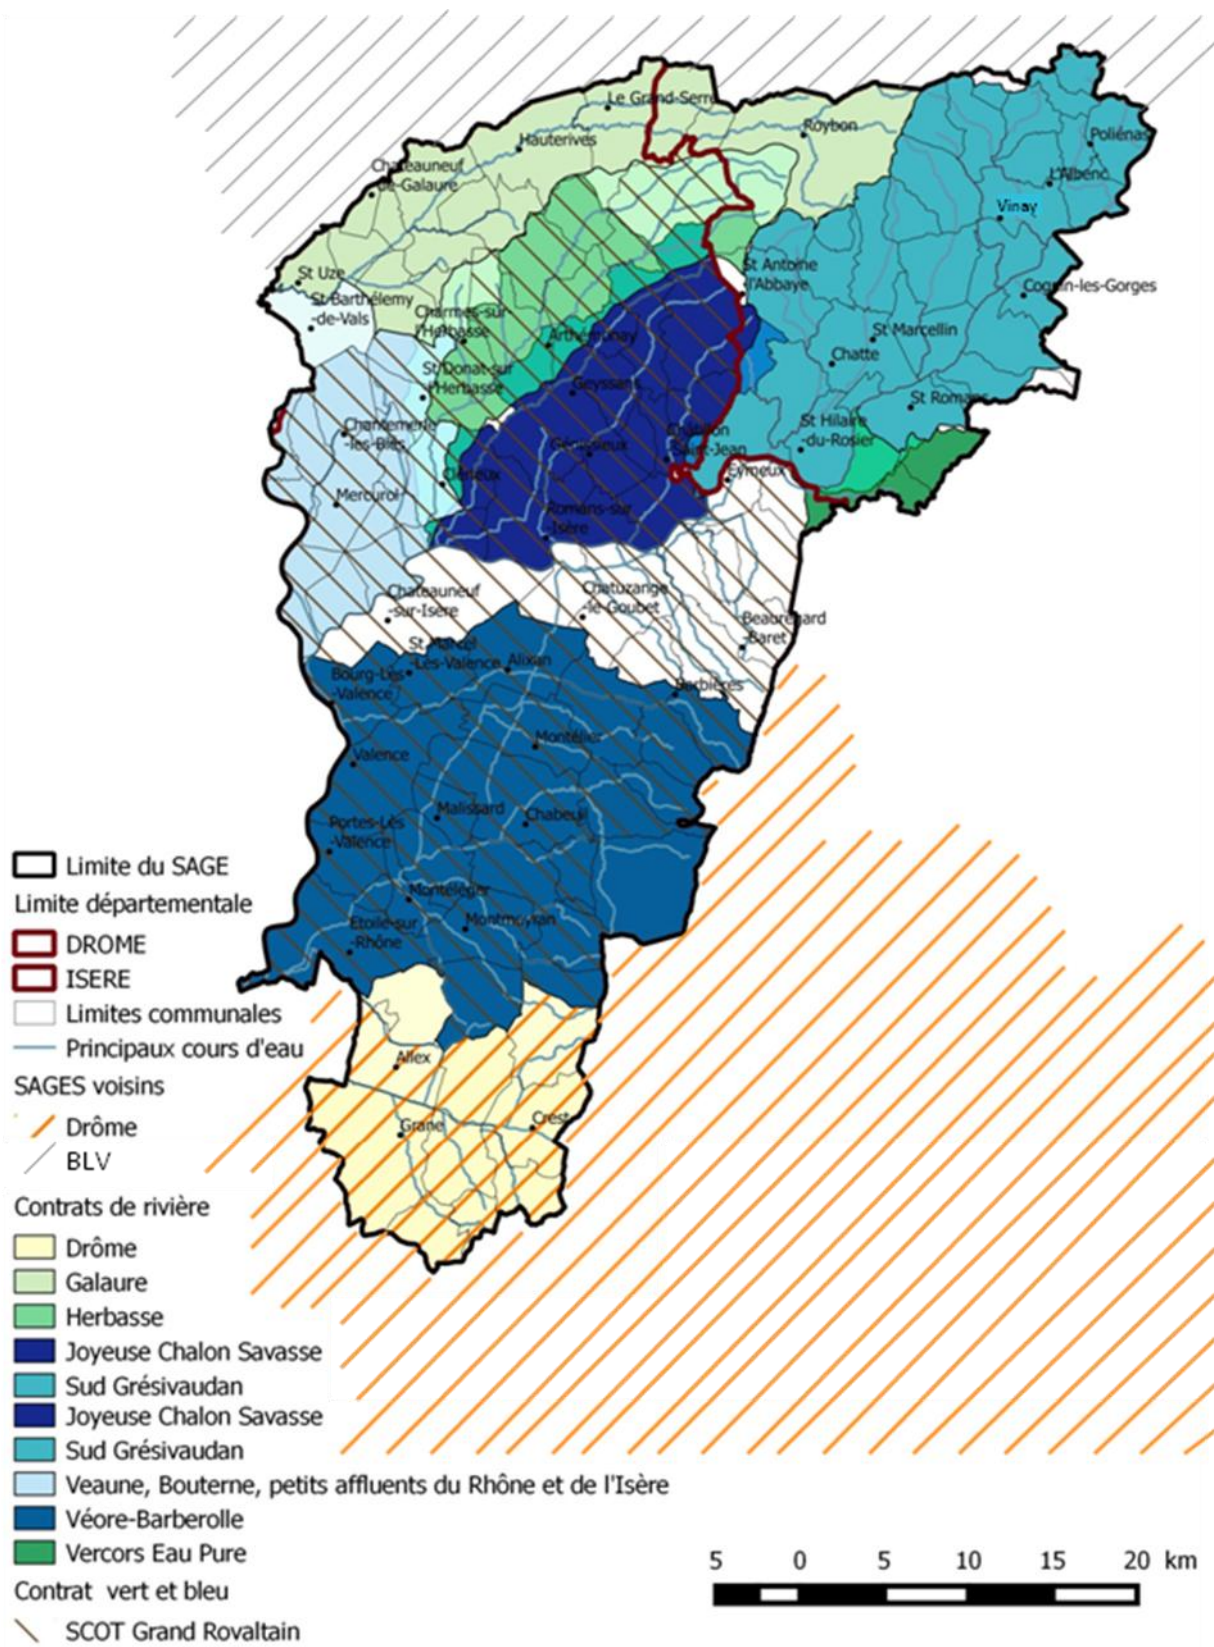 Le Grand-Serre
Roybon
Poliénas
Hauterives
Chateauneuf
-de-Galaure
L'Albenc
Vinay
St Uze
St Antoine
-l'Abbaye
St Barthélemy
-de-Vals
Cognin-les-Gorges
Charmes-sur-
l'Herbasse
Arthémonay
St Marcellin
Chatte
St Donat-sur
-l'Herbasse
Geyssans
St Romans
Chantemerle
-les-Blés
Génissieux
Châtillon
-Saint-Jean
St Hilaire
-du-Rosier
Clérieux
Eymeux
Mercurol
Romans-sur
-Isère
Chateauneuf
-sur-Isere
Chatuzange
-le Goubet
Beauregard
-Baret
St Marcel
-Lès-Valence
Alixan
Bourg-Lès
-Valence
Barbières
Montélier
Valence
Malissard
Chabeuil
Portes-Lès
-Valence
Montéléger
Etoile-sur
-Rhône
Montmeyran
Allex
Grane
Crest
Limite du SAGE
Limite départementale
DROME
ISERE
Limites communales
Principaux cours d'eau
SAGES voisins
Drôme
BLV
Contrats de rivière
Drôme
Galaure
Herbasse
Joyeuse Chalon Savasse
Sud Grésivaudan
Joyeuse Chalon Savasse
Sud Grésivaudan
Veaune, Bouterne, petits affluents du Rhône et de l'Isère
Véore-Barberolle
Vercors Eau Pure
Contrat vert et bleu
SCOT Grand Rovaltain
5 0 5 10 15 20 km